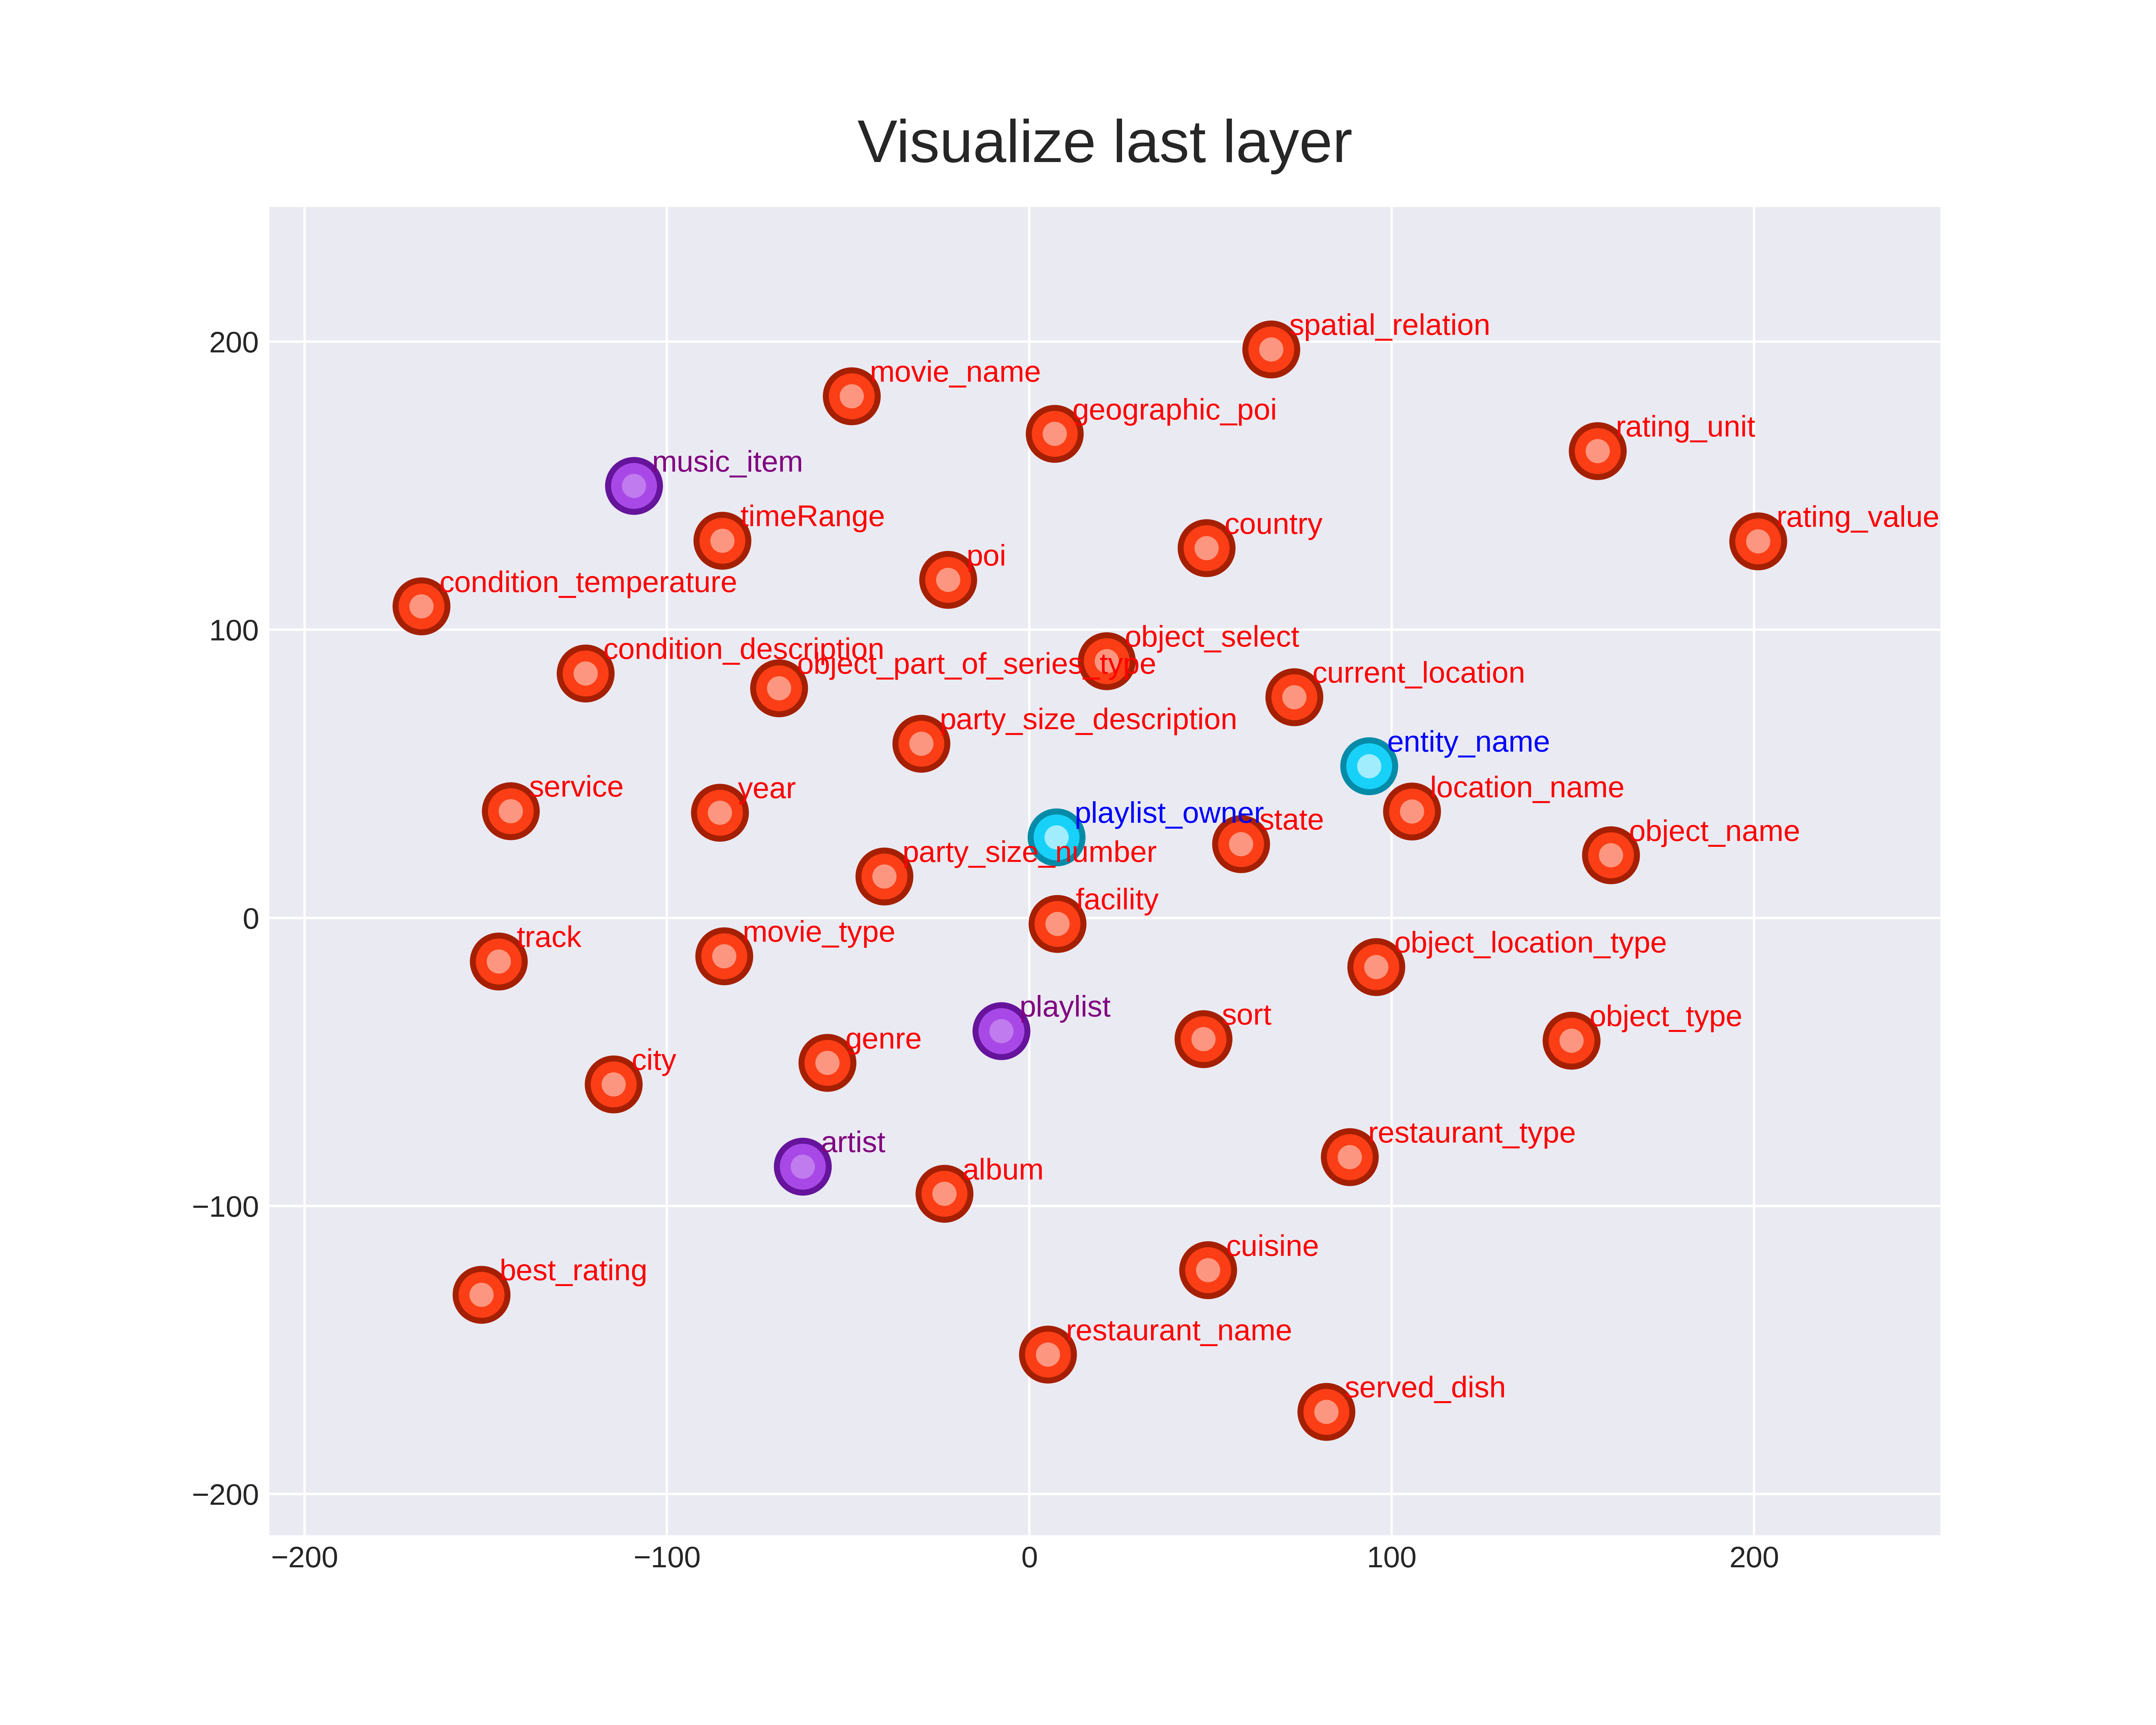 Visualize last layer
spatial_relation
movie_name
geographic_poi
rating_unit
music_item
timeRange
rating_value
country
poi
condition_temperature
object_select
condition_description
object_part_of_series_type
current_location
party_size_description
entity_name
service
year
location_name
playlist_owner
state
object_name
party_size_number
facility
track
movie_type
object_location_type
playlist
sort
object_type
genre
city
restaurant_type
artist
album
cuisine
best_rating
restaurant_name
served_dish
200
100
0
−100
−200
−200 −100 0 100 200